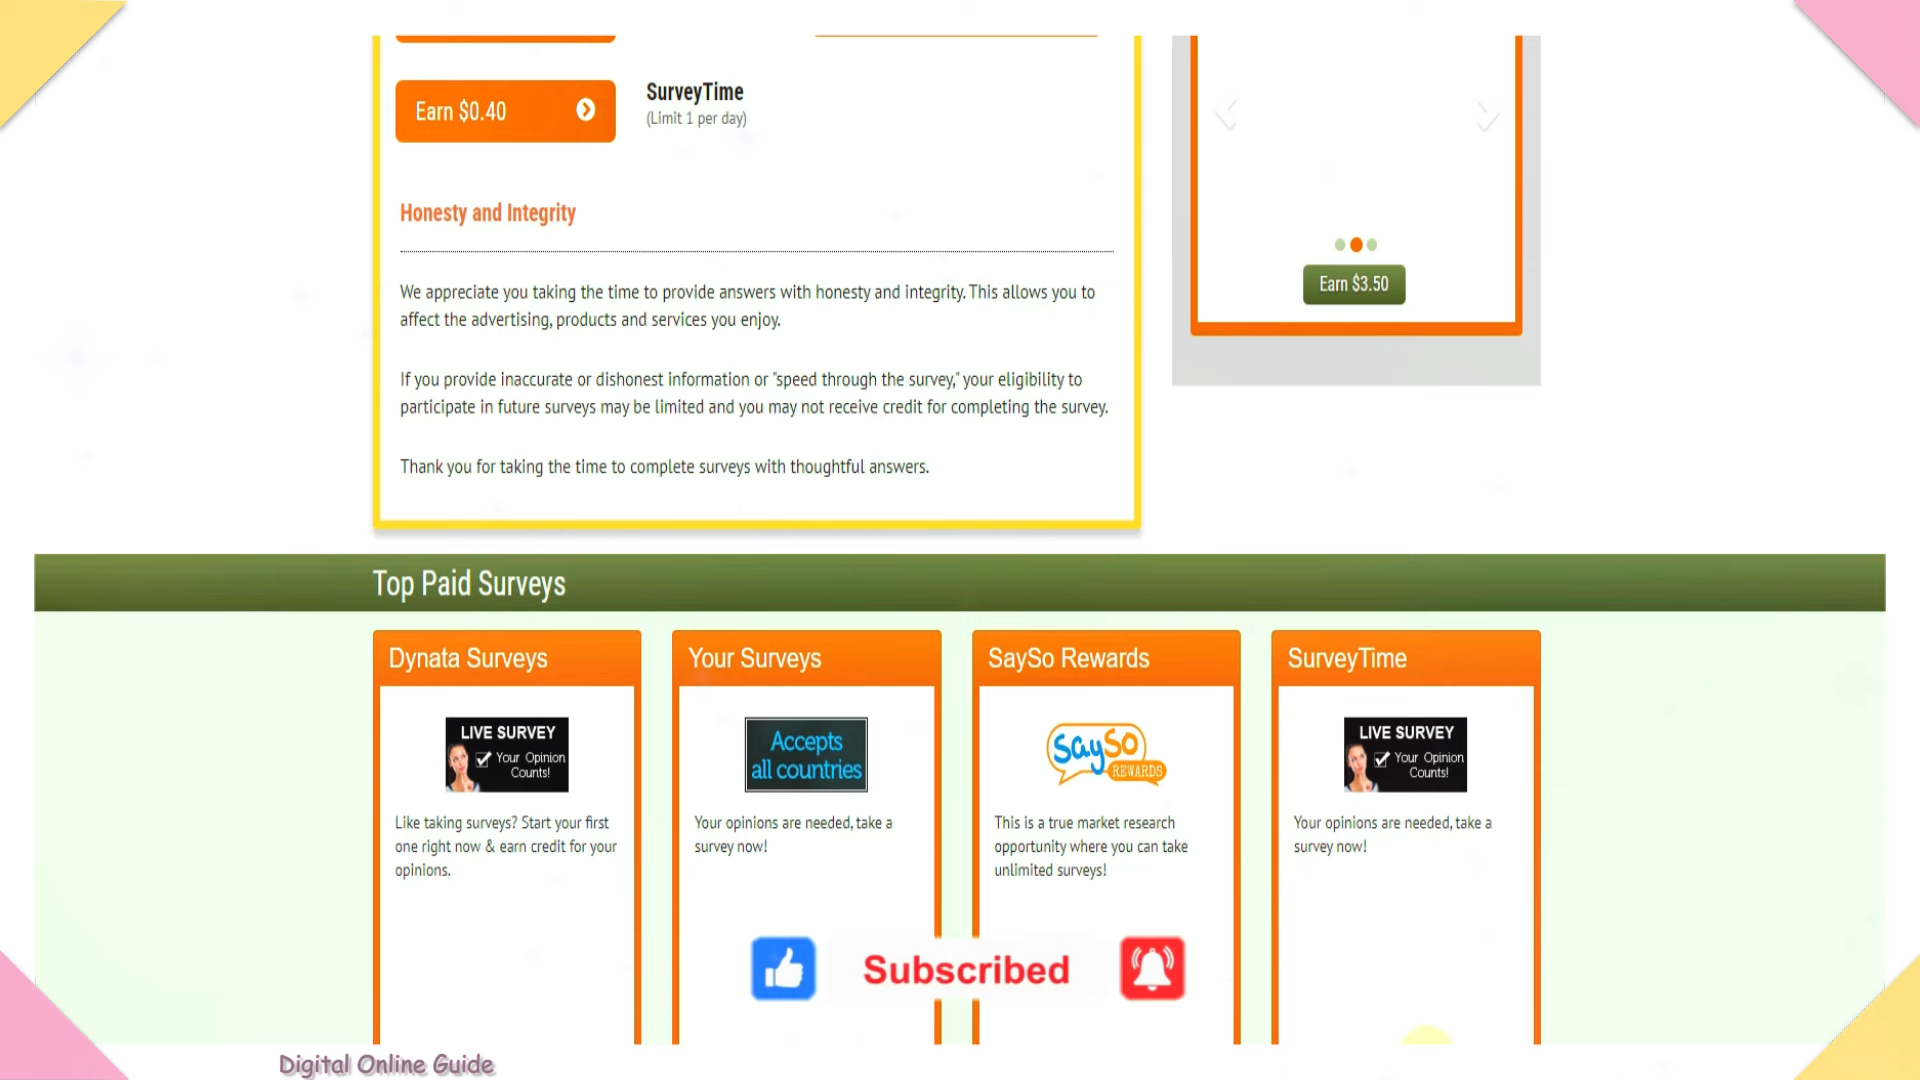 Earn $0.40
SurveyTime
(Limit 1 per day)
Honesty and Integrity
We appreciate you taking the time to provide answers with honesty and integrity. This allows you to
affect the advertising, products and services you enjoy.
If you provide inaccurate or dishonest information or "speed through the survey," your eligibility to
participate in future surveys may be limited and you may not receive credit for completing the survey.
Thank you for taking the time to complete surveys with thoughtful answers.
Earn $3.50
Top Paid Surveys
Dynata Surveys
LIVE SURVEY
Your Opinion
Counts!
Like taking surveys? Start your first
one right now & earn credit for your
opinions.
Your Surveys
Accepts
all countries
Your opinions are needed, take a
survey now!
SaySo Rewards
saySo
REWARDS
This is a true market research
opportunity where you can take
unlimited surveys!
SurveyTime
LIVE SURVEY
Your Opinion
Counts!
Your opinions are needed, take a
survey now!
Subscribed
Digital Online Guide